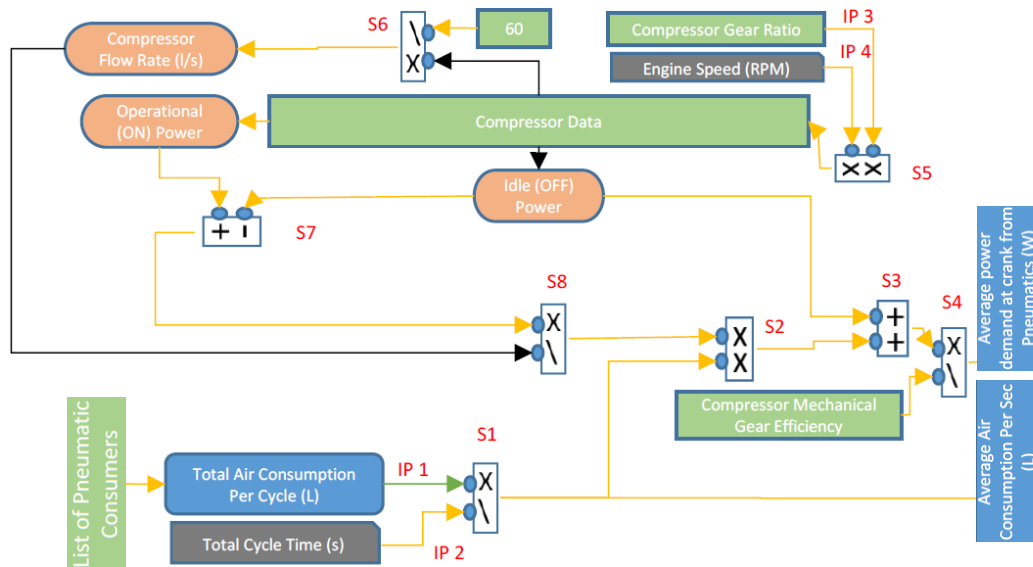 S6
60
Compressor
Flow Rate (l/s)
\
X
Compressor Gear Ratio
IP 3
IP 4
Engine Speed (RPM)
Operational
(ON) Power
Compressor Data
X X
S5
Idle (OFF)
Power
+ -
S7
S8
X
\
S2
X
X
S3
+
+
S4
X
\
Average power
demand at crank from
Pneumatics (W)
Compressor Mechanical
Gear Efficiency
List of Pneumatic
Consumers
Total Air Consumption
Per Cycle (L)
IP 1
S1
X
\
Total Cycle Time (s)
IP 2
Average Air
Consumption Per Sec
(L)